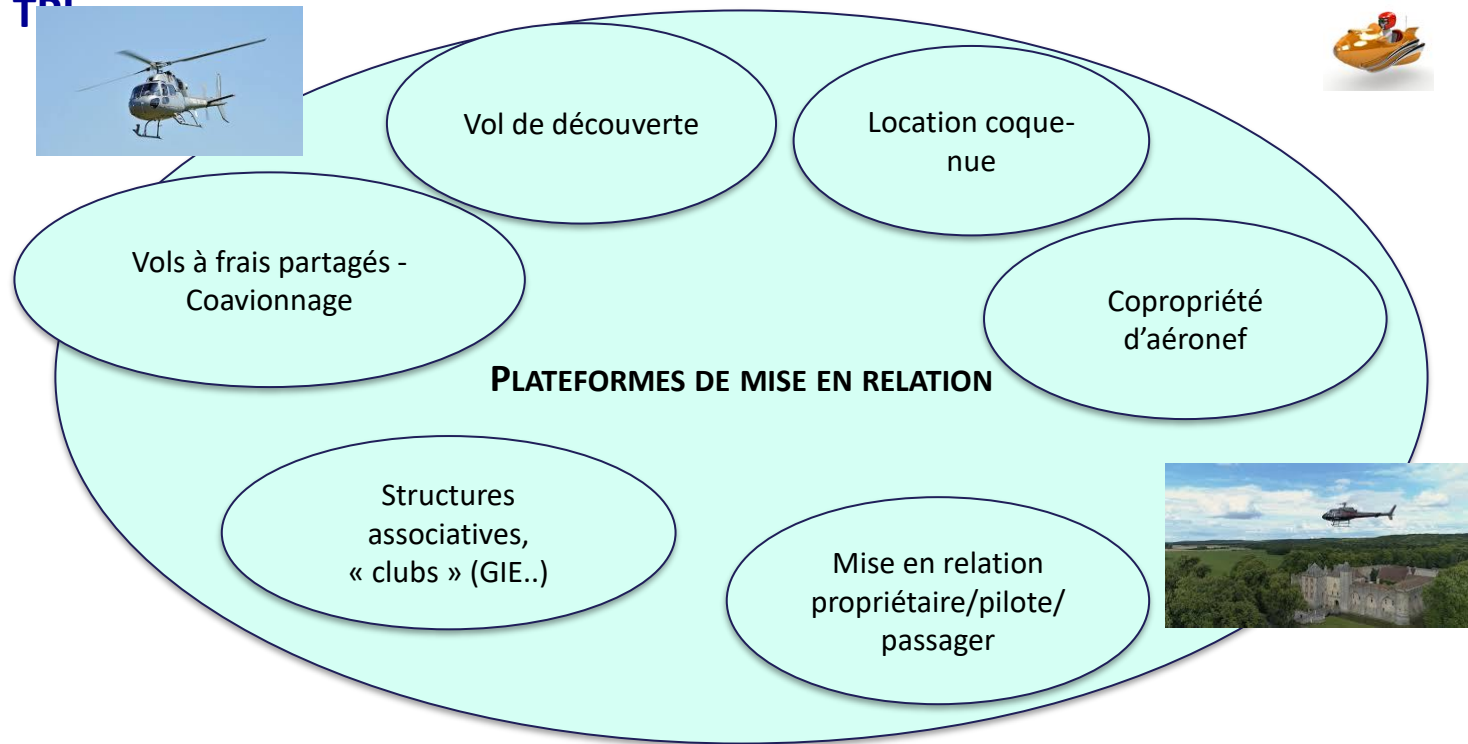 Vol de découverte
Location coque-
nue
Vols à frais partagés -
Coavionnage
Copropriété
d’aéronef
PLATEFORMES DE MISE EN RELATION
Structures
associatives,
« clubs » (GIE..)
Mise en relation
propriétaire/pilote/
passager